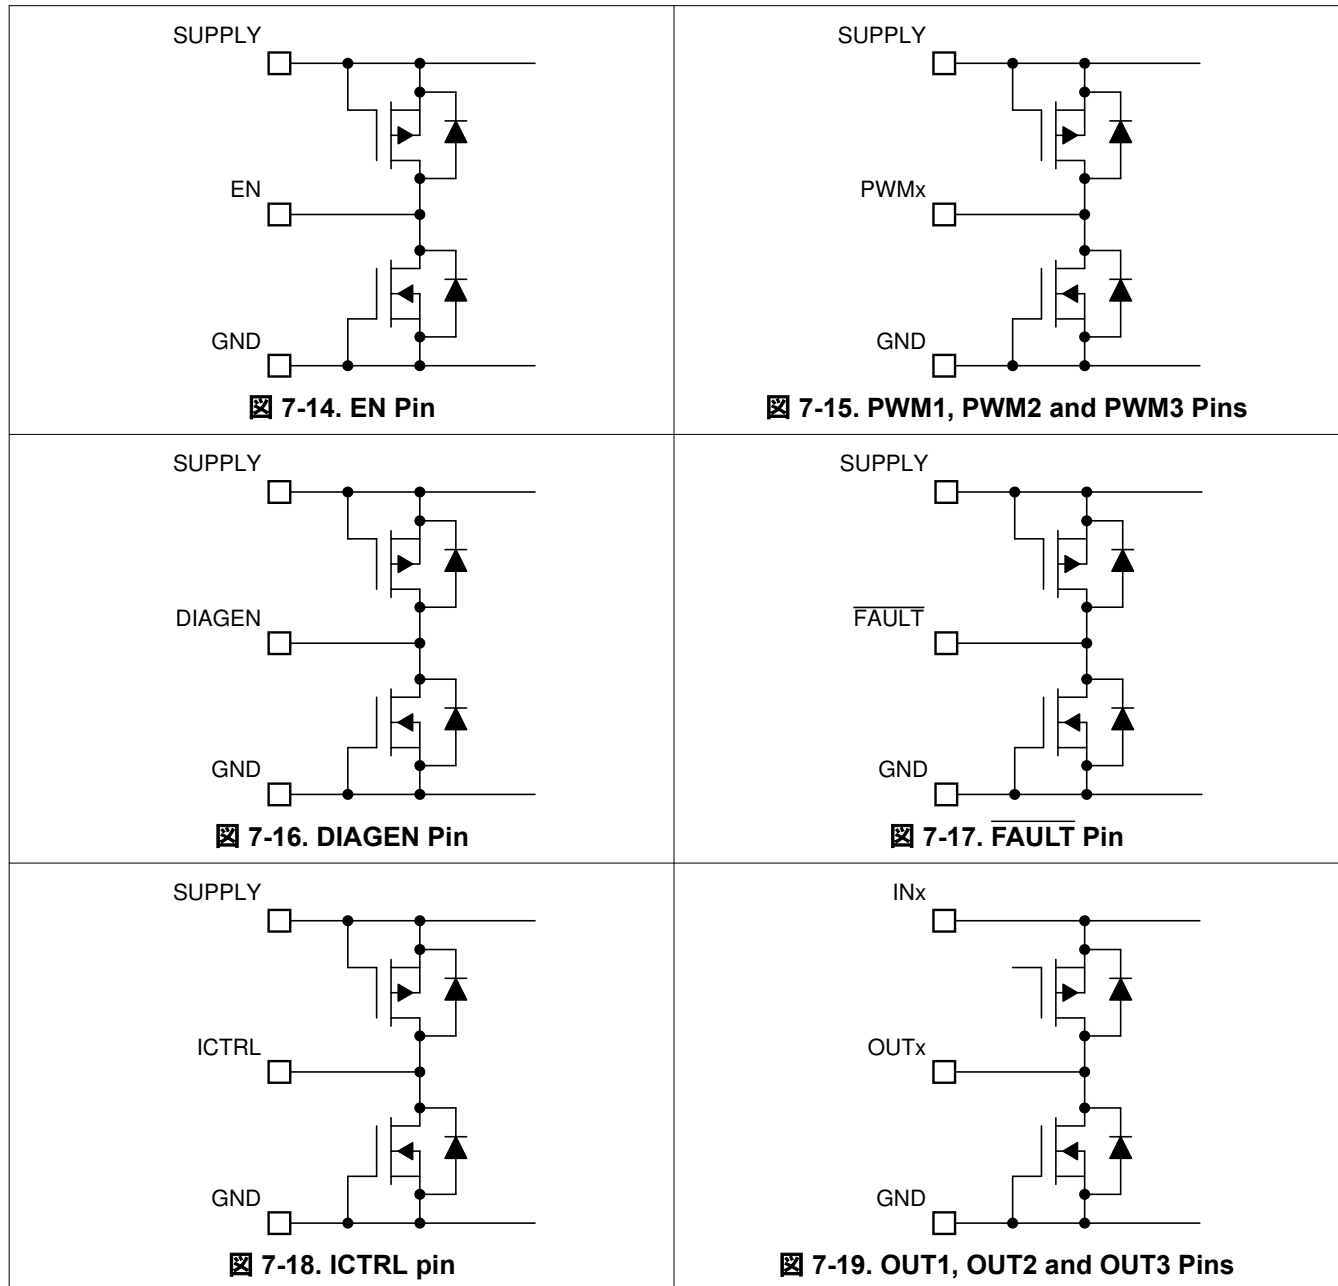 SUPPLY
EN
GND
図 7-14. EN Pin
SUPPLY
PWMx
GND
図 7-15. PWM1, PWM2 and PWM3 Pins
SUPPLY
DIAGEN
GND
図 7-16. DIAGEN Pin
SUPPLY
FAULT
GND
図 7-17. FAULT Pin
SUPPLY
ICTRL
GND
図 7-18. ICTRL pin
INx
OUTx
GND
図 7-19. OUT1, OUT2 and OUT3 Pins